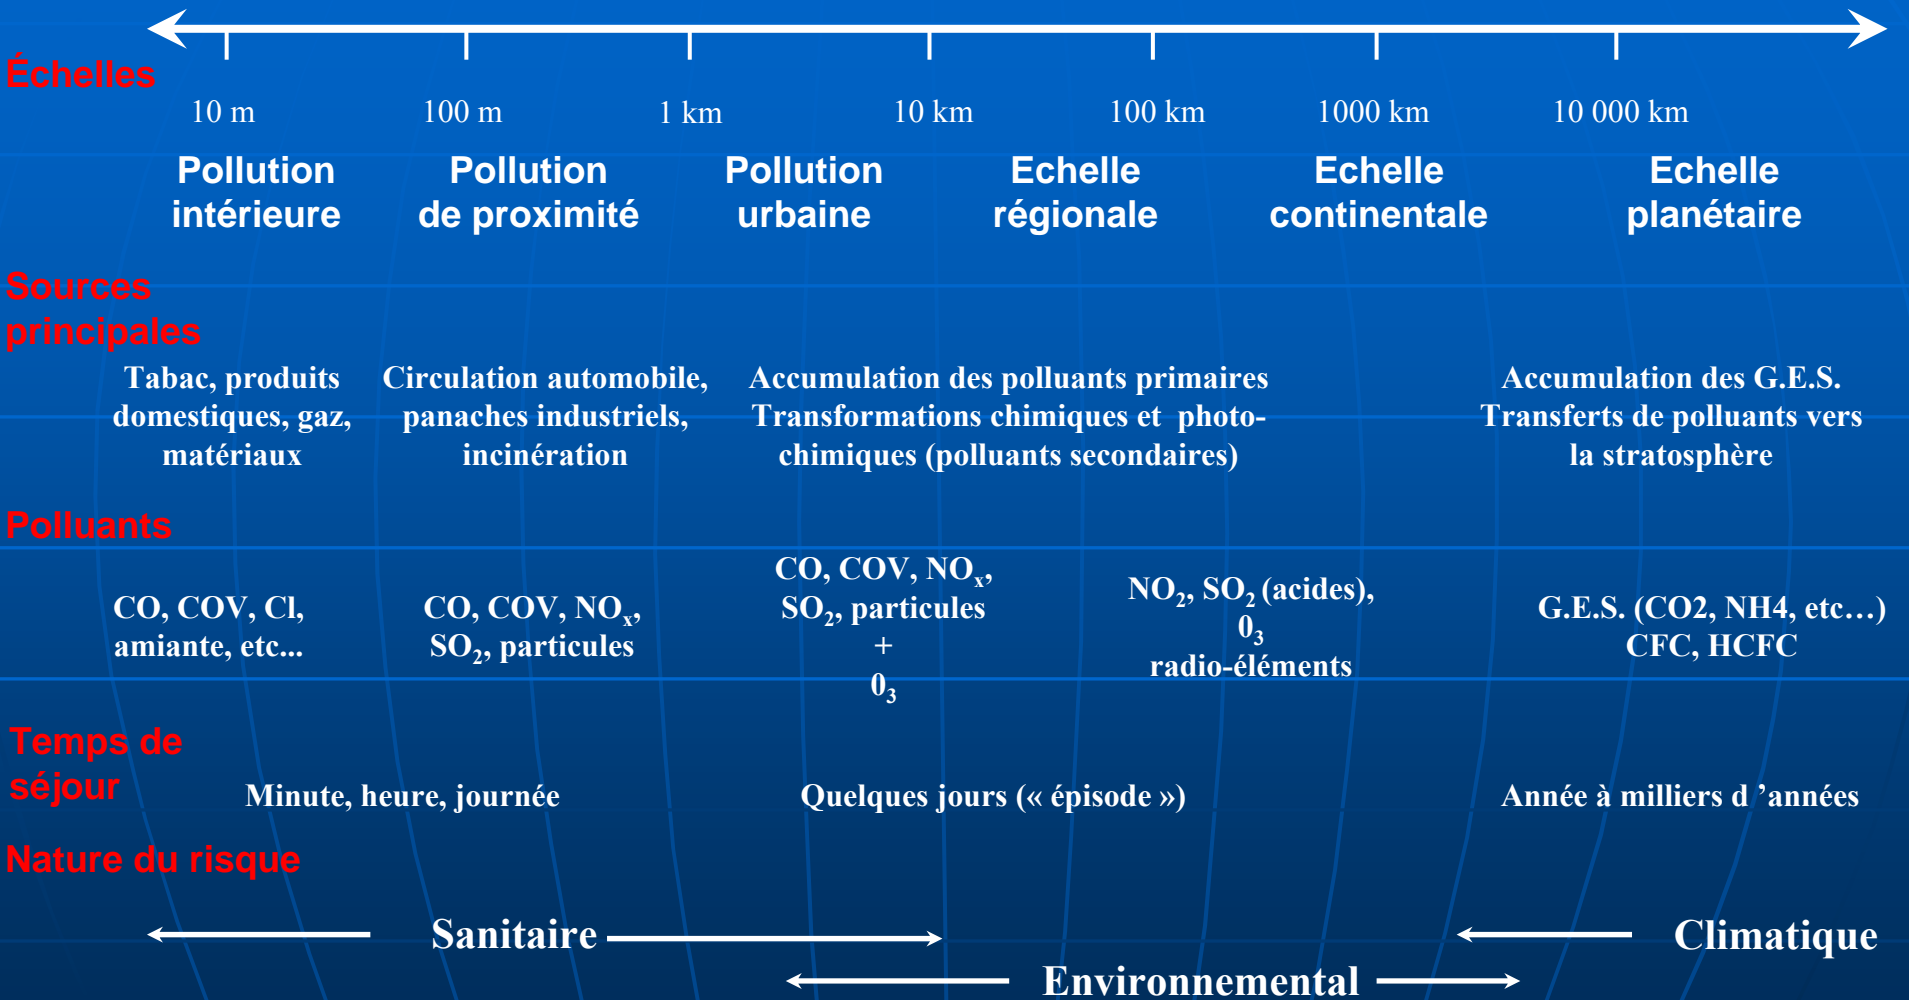 Échelles
10 m 100 m 1 km 10 km 100 km 1000 km 10 000 km
Pollution intérieure
Pollution de proximité
Pollution urbaine
Echelle régionale
Echelle continentale
Echelle planétaire
Sources
principales
Tabac, produits
domestiques, gaz,
matériaux
Circulation automobile,
panaches industriels,
incinération
Accumulation des polluants primaires
Transformations chimiques et photo-
chimiques (polluants secondaires)
Accumulation des G.E.S.
Transferts de polluants vers
la stratosphère
Polluants
CO, COV, Cl,
amiante, etc...
CO, COV, NOx,
SO2, particules
CO, COV, NOx,
SO2, particules
+
03
NO2, SO2 (acides),
03
radio-éléments
G.E.S. (CO2, NH4, etc…)
CFC, HCFC
Temps de
séjour
Minute, heure, journée
Quelques jours (« épisode »)
Année à milliers d ’années
Nature du risque
Sanitaire
Climatique
Environnemental